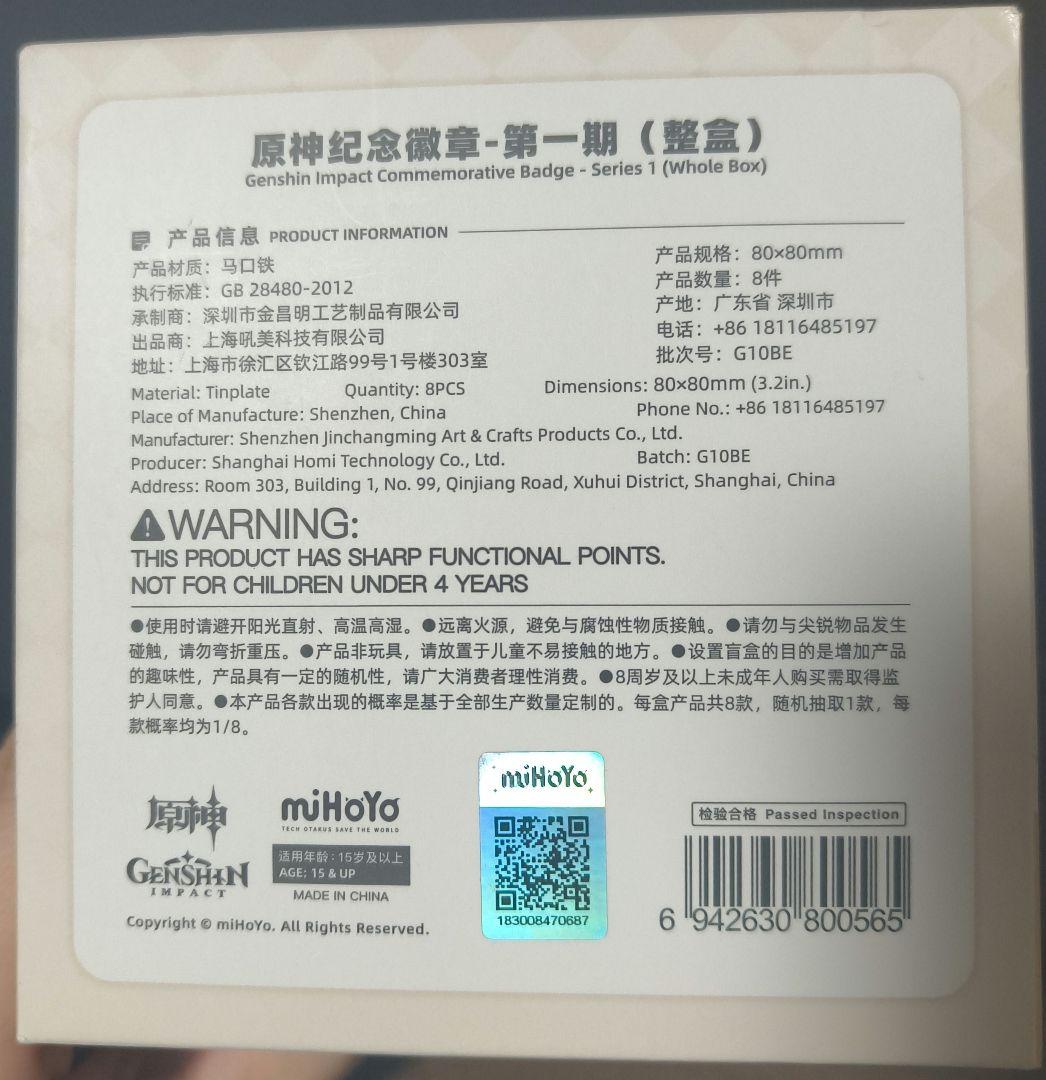 原神纪念徽章-第一期（整盒）
Genshin Impact Commemorative Badge - Series 1 (Whole Box)
产品信息 PRODUCT INFORMATION
产品材质：马口铁
执行标准：GB 28480-2012
承制商：深圳市金昌明工艺制品有限公司
出品商：上海吼美科技有限公司
地址：上海市徐汇区钦江路99号1号楼303室
产品规格：80×80mm
产品数量：8件
产地：广东省 深圳市
电话：+86 18116485197
批次号：G10BE
Material: Tinplate Quantity: 8PCS Dimensions: 80×80mm (3.2in.)
Place of Manufacture: Shenzhen, China Phone No.: +86 18116485197
Manufacturer: Shenzhen Jinchangming Art & Crafts Products Co., Ltd.
Producer: Shanghai Homi Technology Co., Ltd. Batch: G10BE
Address: Room 303, Building 1, No. 99, Qinjiang Road, Xuhui District, Shanghai, China
WARNING:
THIS PRODUCT HAS SHARP FUNCTIONAL POINTS.
NOT FOR CHILDREN UNDER 4 YEARS
●使用时请避开阳光直射、高温高湿。●远离火源，避免与腐蚀性物质接触。●请勿与尖锐物品发生
碰触，请勿弯折重压。●产品非玩具，请放置于儿童不易接触的地方。●设置盲盒的目的是增加产品
的趣味性，产品具有一定的随机性，请广大消费者理性消费。●8周岁及以上未成年人购买需取得监
护人同意。●本产品各款出现的概率是基于全部生产数量定制的。每盒产品共8款，随机抽取1款，每
款概率均为1/8。
原神
GENSHIN
IMPACT
miHoYo
TECH OTAKUS SAVE THE WORLD
适用年龄：15岁及以上
AGE: 15 & UP
MADE IN CHINA
Copyright © miHoYo. All Rights Reserved.
miHoYo
183008470687
检验合格 Passed Inspection
6 942630 800565